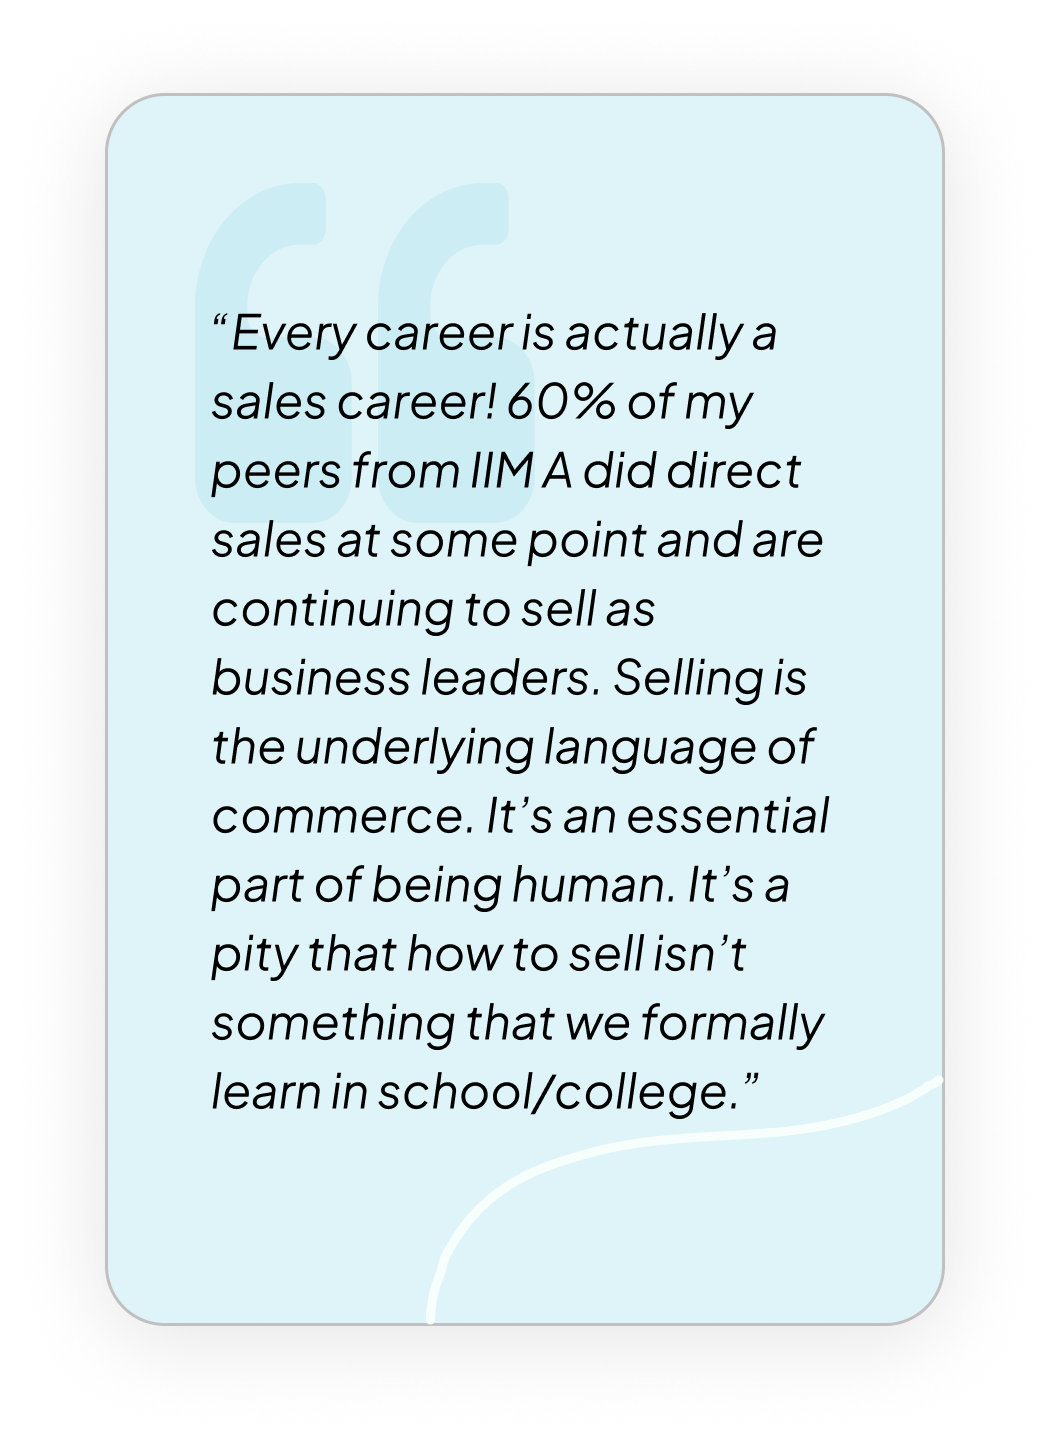 “Every career is actually a
sales career! 60% of my
peers from IIM A did direct
sales at some point and are
continuing to sell as
business leaders. Selling is
the underlying language of
commerce. It’s an essential
part of being human. It’s a
pity that how to sell isn’t
something that we formally
learn in school/college.”